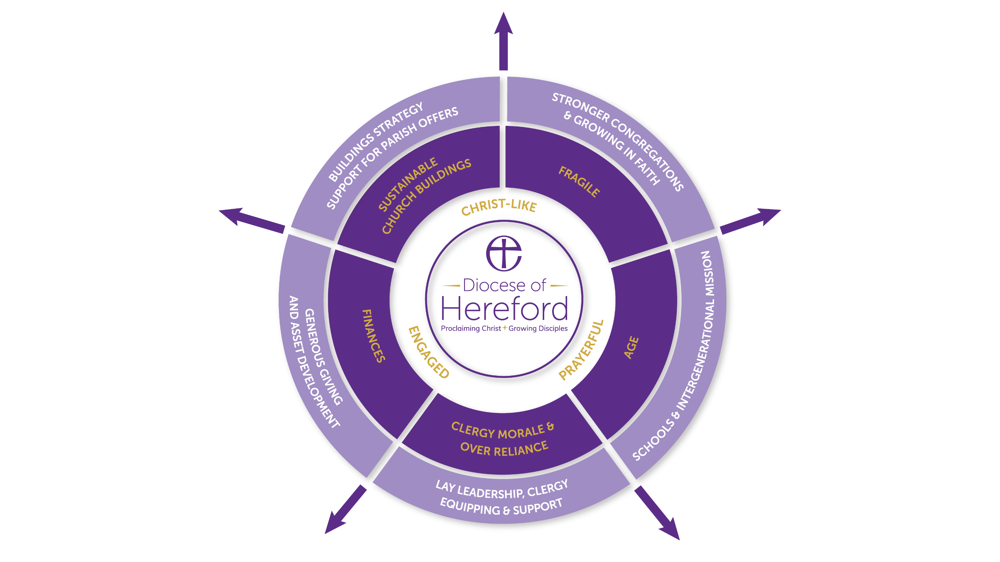 BUILDINGS STRATEGY
SUPPORT FOR PARISH OFFERS
STRONGER CONGREGATIONS
& GROWING IN FAITH
SUSTAINABLE
CHURCH BUILDINGS
FRAGILE
CHRIST-LIKE
Diocese of
Hereford
Proclaiming Christ Growing Disciples
ENGAGED
PRAYERFUL
FINANCES
AGE
GENEROUS GIVING
AND ASSET DEVELOPMENT
SCHOOLS & INTERGENERATIONAL MISSION
CLERGY MORALE &
OVER RELIANCE
LAY LEADERSHIP, CLERGY
EQUIPPING & SUPPORT